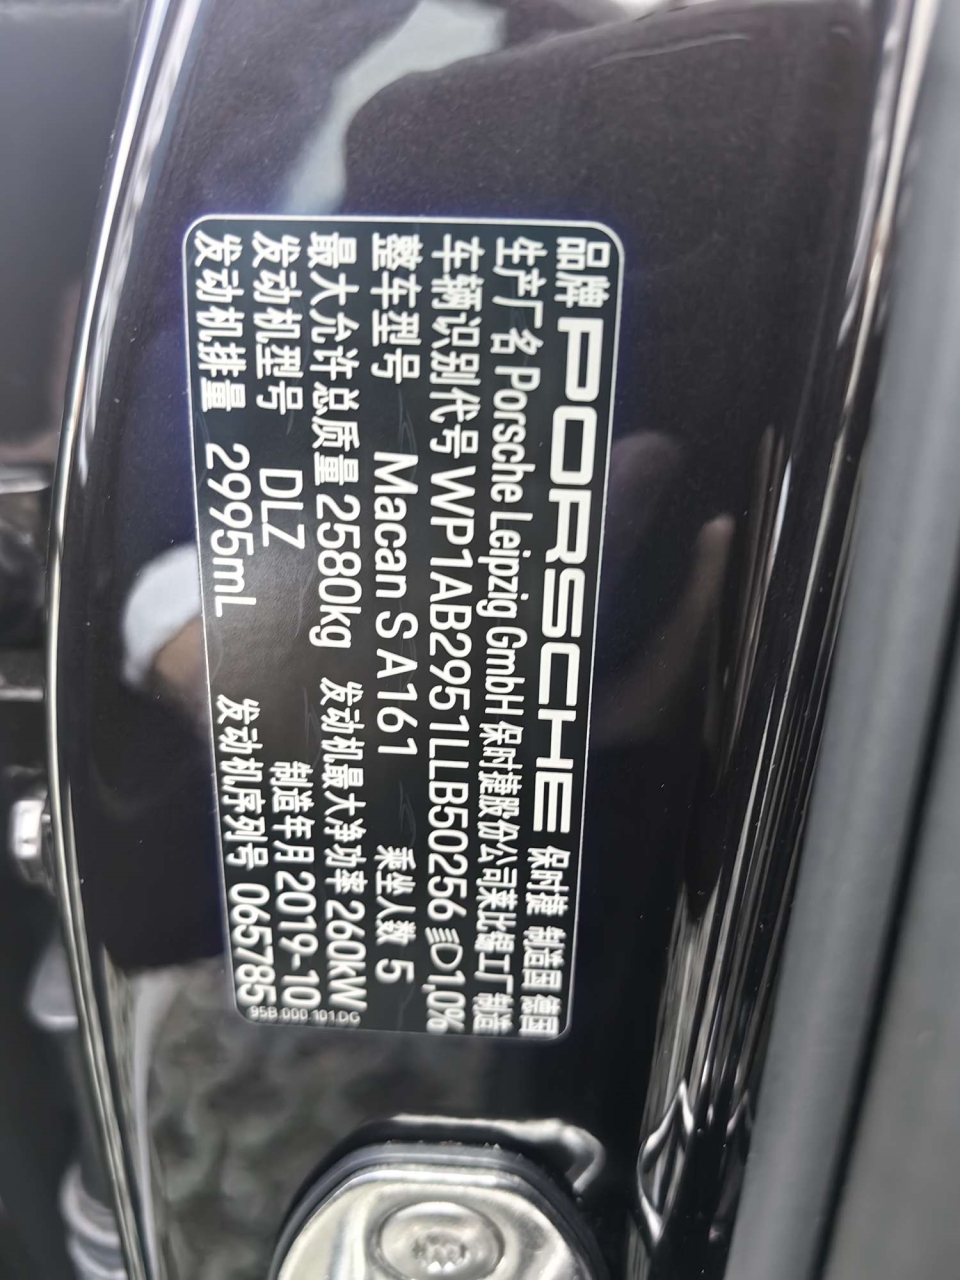 品牌 PORSCHE 保时捷 制造国 德国
生产厂名 Porsche Leipzig GmbH 保时捷股份公司莱比锡工厂制造
车辆识别代号 WP1AB2951LLB50256 1,0%
整车型号 Macan S A161 乘坐人数 5
最大允许总质量 2580kg 发动机最大净功率 260kW
发动机型号 DLZ 制造年月 2019-10
发动机排量 2995mL 发动机序列号 065785
95B.000.101.DG